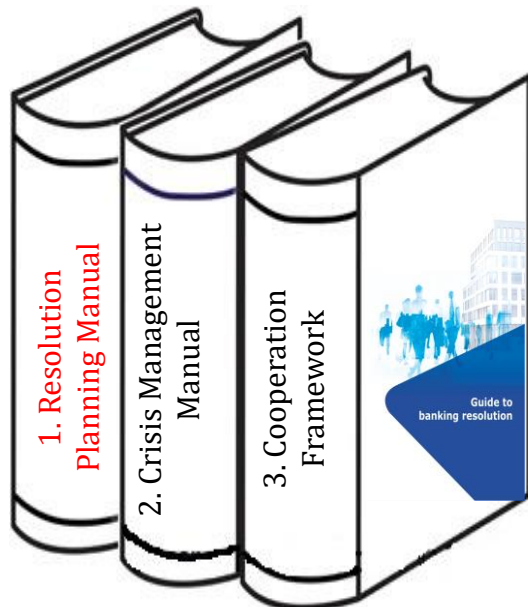 1. Resolution
Planning Manual
2. Crisis Management
Manual
3. Cooperation
Framework
Guide to
banking resolution